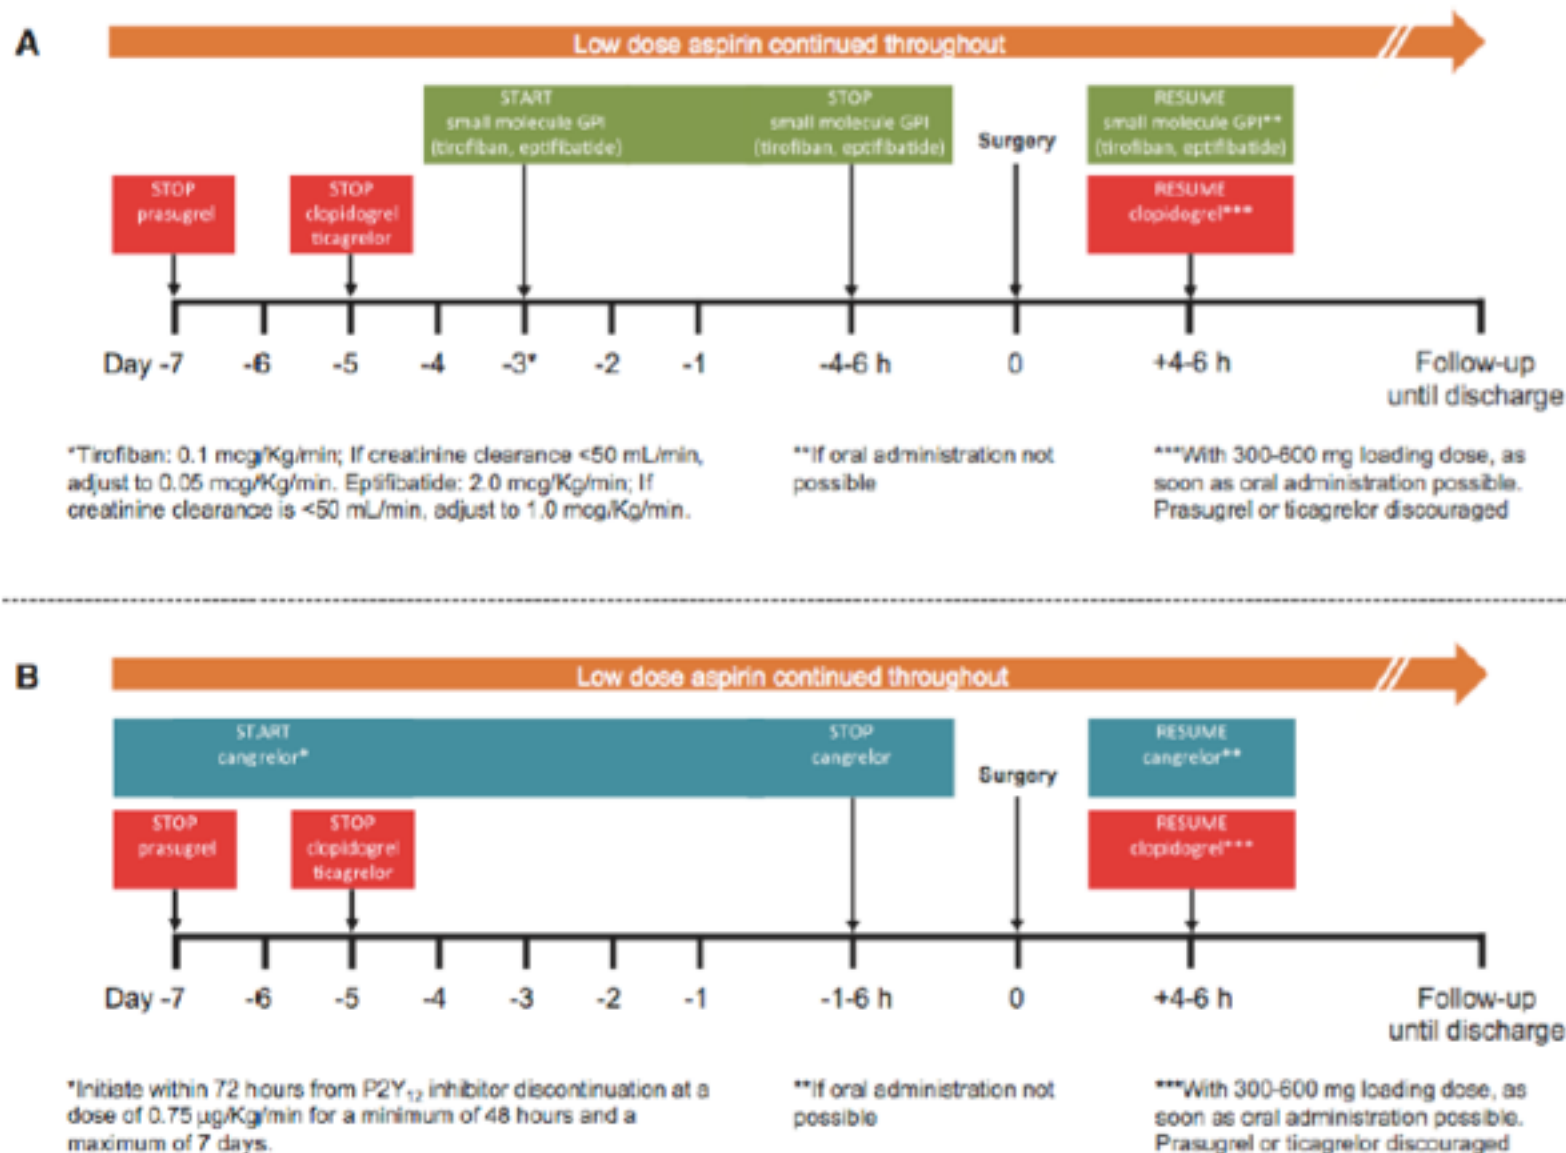 A
Low dose aspirin continued throughout
START
small molecule GPI
(tirofiban, eptifibatide)
STOP
small molecule GPI
(tirofiban, eptifibatide)
Surgery
RESUME
small molecule GPI**
(tirofiban, eptifibatide)
STOP
prasugrel
STOP
clopidogrel
ticagrelor
RESUME
clopidogrel***
Day -7
-6
-5
-4
-3*
-2
-1
-4-6 h
0
+4-6 h
Follow-up
until discharge
*Tirofiban: 0.1 mcg/Kg/min; If creatinine clearance <50 mL/min,
adjust to 0.05 mcg/Kg/min. Eptifibatide: 2.0 mcg/Kg/min; If
creatinine clearance is <50 mL/min, adjust to 1.0 mcg/Kg/min.
**If oral administration not
possible
***With 300-600 mg loading dose, as
soon as oral administration possible.
Prasugrel or ticagrelor discouraged
B
Low dose aspirin continued throughout
START
cangrelor*
STOP
cangrelor
Surgery
RESUME
cangrelor**
STOP
prasugrel
STOP
clopidogrel
ticagrelor
RESUME
clopidogrel***
Day -7
-6
-5
-4
-3
-2
-1
-1-6 h
0
+4-6 h
Follow-up
until discharge
*Initiate within 72 hours from P2Y₁₂ inhibitor discontinuation at a
dose of 0.75 µg/Kg/min for a minimum of 48 hours and a
maximum of 7 days.
**If oral administration not
possible
***With 300-600 mg loading dose, as
soon as oral administration possible.
Prasugrel or ticagrelor discouraged